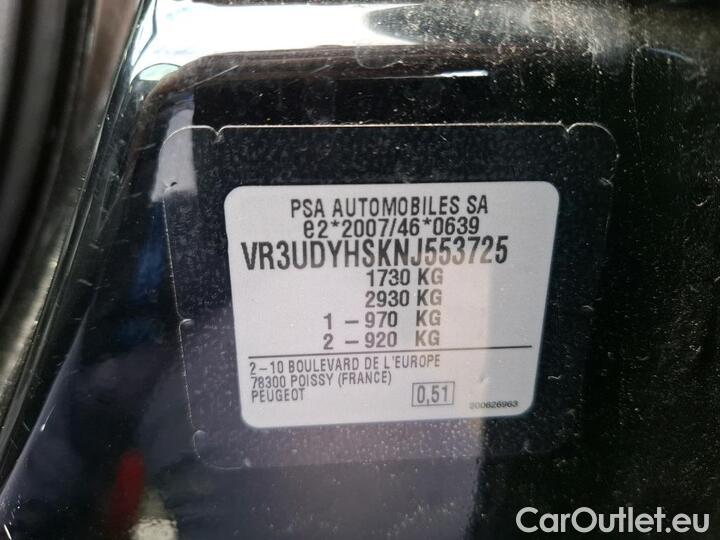 PSA AUTOMOBILES SA
e2*2007/46*0639
VR3UDYHSKNJ553725
1730 KG
2930 KG
1 – 970 KG
2 – 920 KG
2–10 BOULEVARD DE L'EUROPE
78300 POISSY (FRANCE)
PEUGEOT
0,51
200626963
CarOutlet.eu